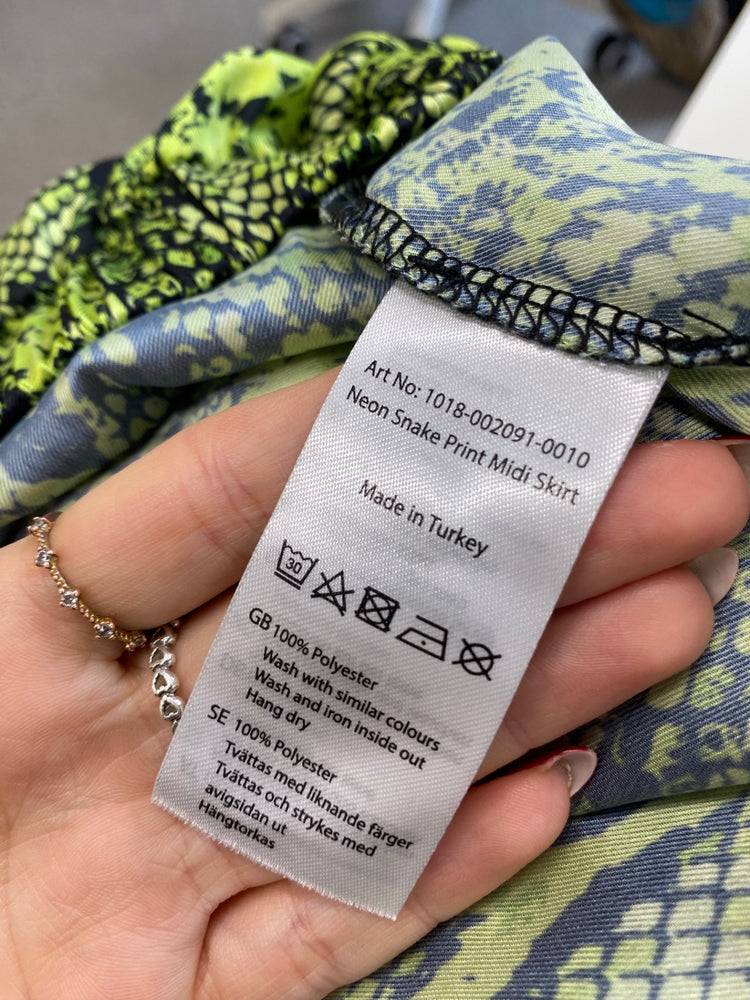 Art No: 1018-002091-0010
Neon Snake Print Midi Skirt
Made in Turkey
30
GB 100% Polyester
Wash with similar colours
Wash and iron inside out
Hang dry
SE 100% Polyester
Tvättas med liknande färger
Tvättas och strykes med
avigsidan ut
Hängtorkas